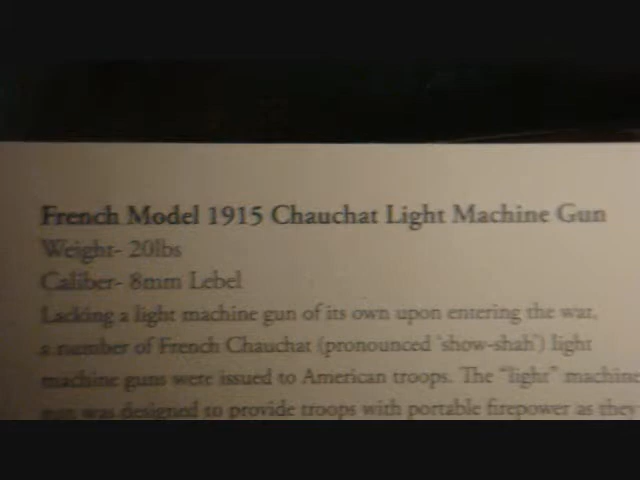 French Model 1915 Chauchat Light Machine Gun
Weight- 20lbs
Caliber- 8mm Lebel
Lacking a light machine gun of its own upon entering the war,
a number of French Chauchat (pronounced 'show-shah') light
machine guns were issued to American troops. The "light" machine
gun was designed to provide troops with portable firepower as they